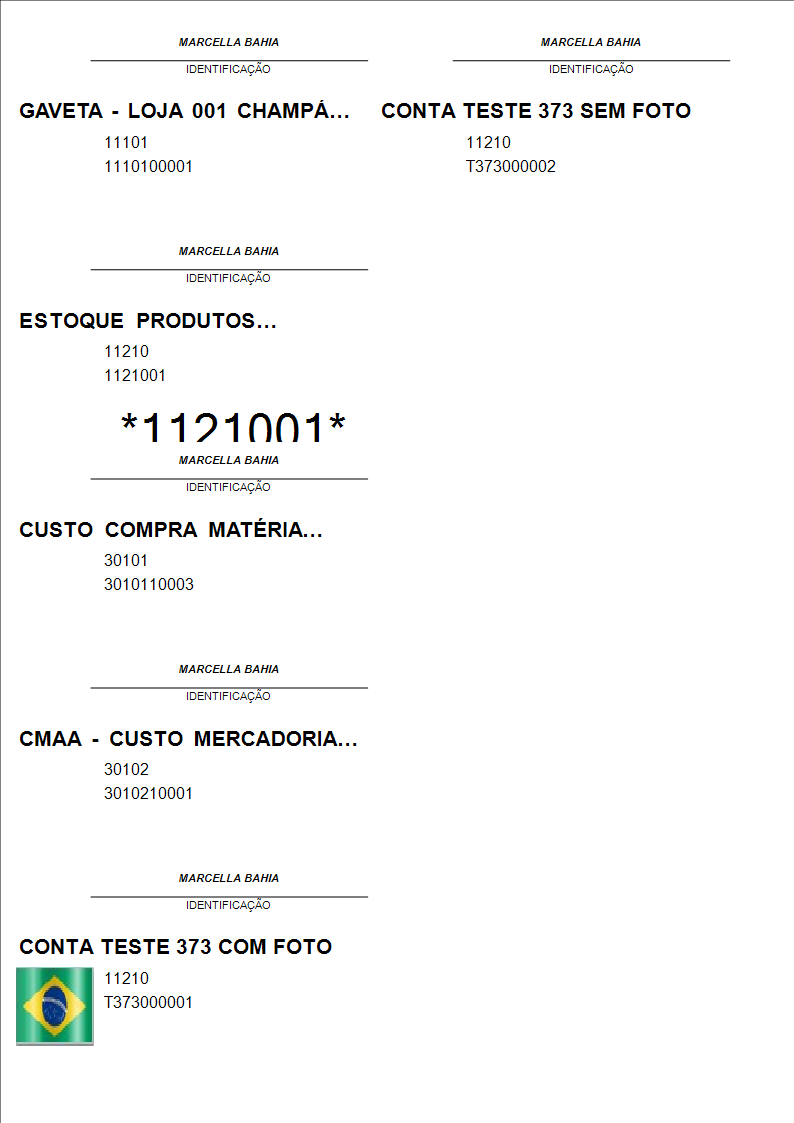 MARCELLA BAHIA
IDENTIFICAÇÃO
GAVETA - LOJA 001 CHAMPÁ...
11101
1110100001
MARCELLA BAHIA
IDENTIFICAÇÃO
CONTA TESTE 373 SEM FOTO
11210
T373000002
MARCELLA BAHIA
IDENTIFICAÇÃO
ESTOQUE PRODUTOS...
11210
1121001
*1121001*
MARCELLA BAHIA
IDENTIFICAÇÃO
CUSTO COMPRA MATÉRIA...
30101
3010110003
MARCELLA BAHIA
IDENTIFICAÇÃO
CMAA - CUSTO MERCADORIA...
30102
3010210001
MARCELLA BAHIA
IDENTIFICAÇÃO
CONTA TESTE 373 COM FOTO
11210
T373000001